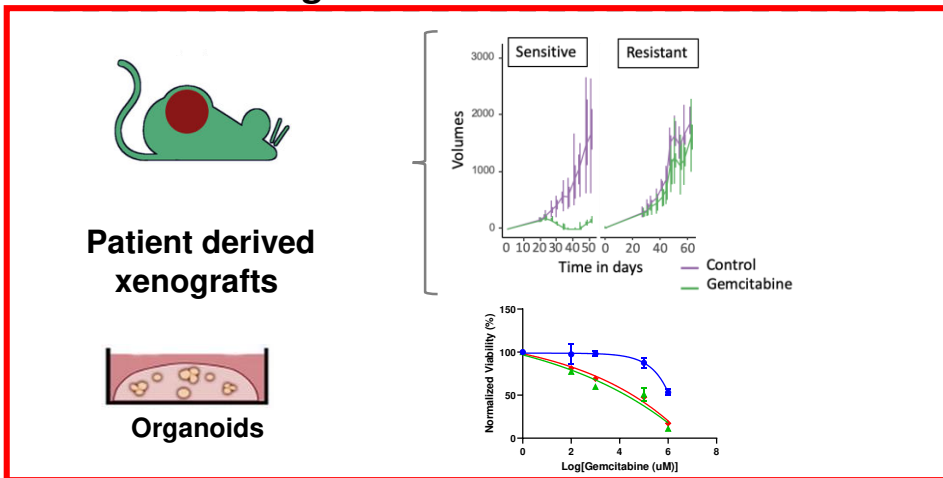 Patient derived
xenografts
Organoids
Sensitive
Resistant
Volumes
3000
2000
1000
0
0 10 20 30 40 50
0 20 40 60
Time in days
Control
Gemcitabine
Normalized Viability (%)
150
100
50
0
0 2 4 6 8
Log[Gemcitabine (uM)]